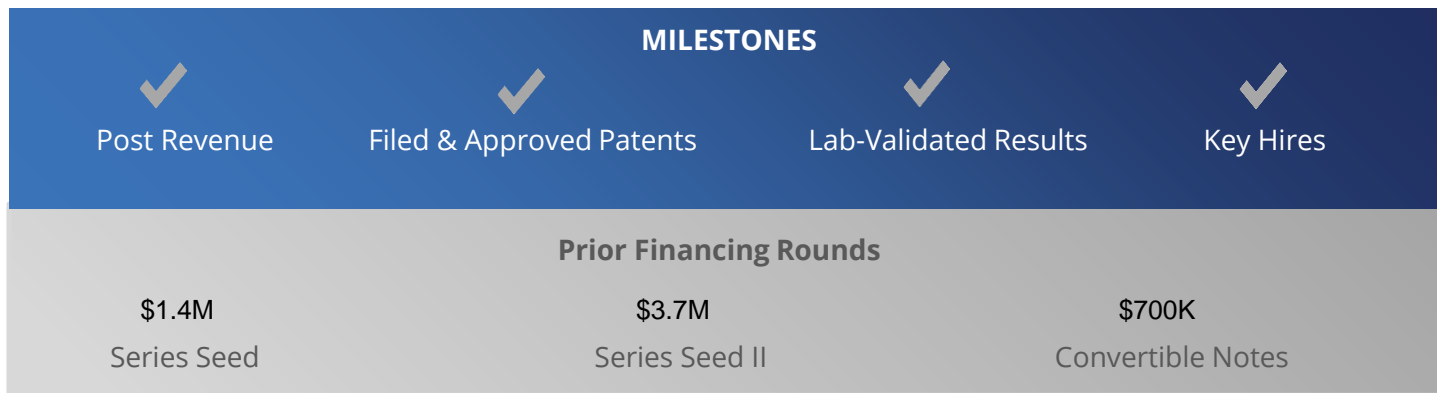 MILESTONES
Post Revenue
Filed & Approved Patents
Lab-Validated Results
Key Hires
Prior Financing Rounds
$1.4M
$3.7M
$700K
Series Seed
Series Seed II
Convertible Notes